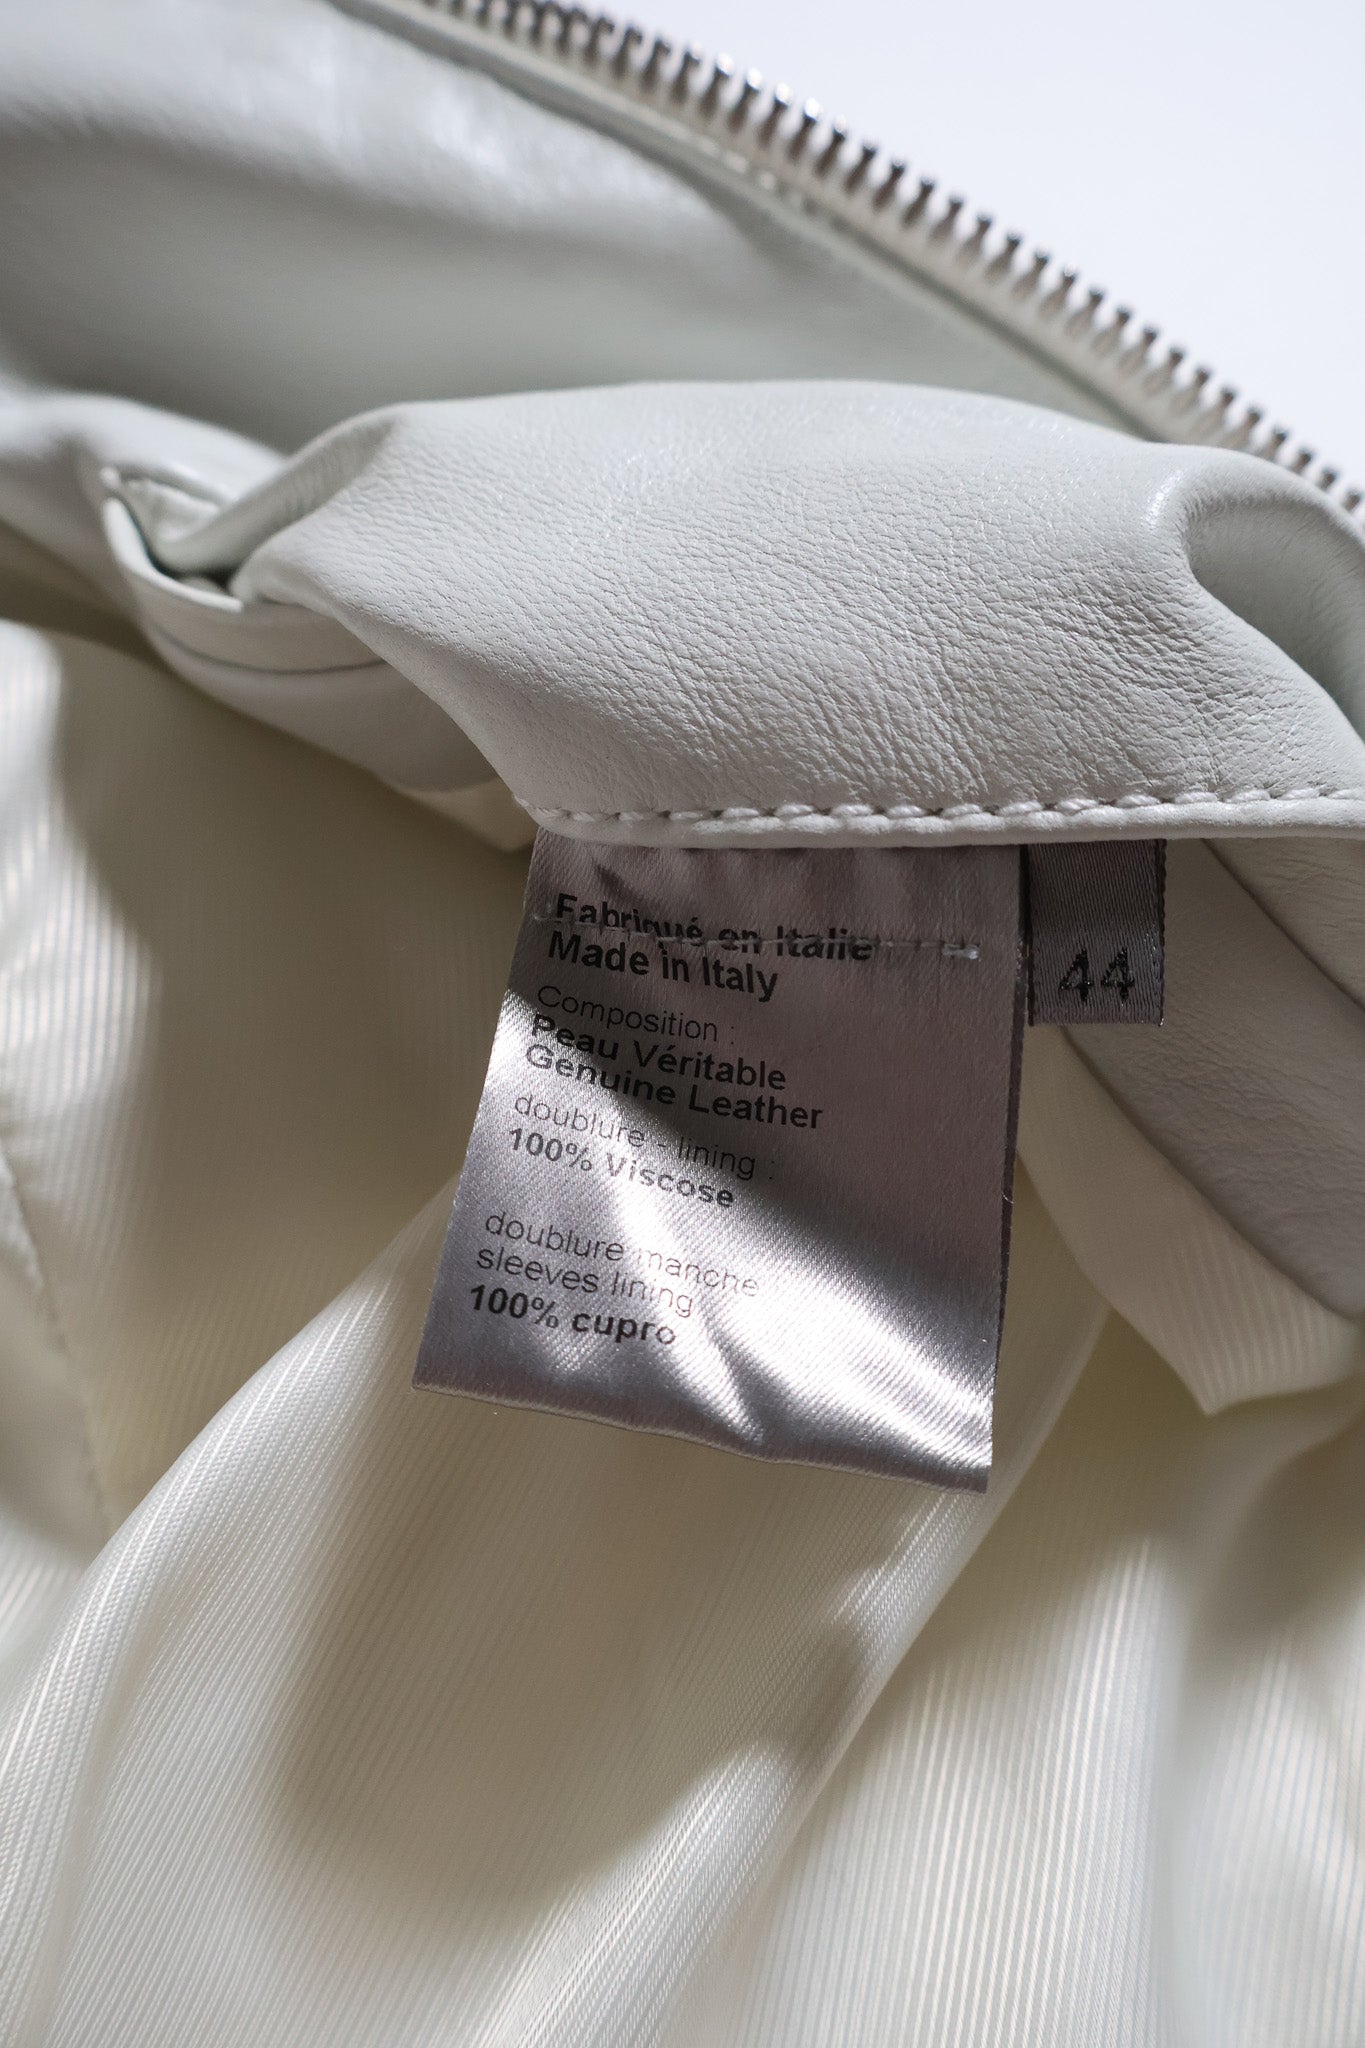 Fabriqué en Italie
Made in Italy
Composition :
Peau Véritable
Genuine Leather
doublure - lining :
100% Viscose
doublure manche
sleeves lining
100% cupro
44